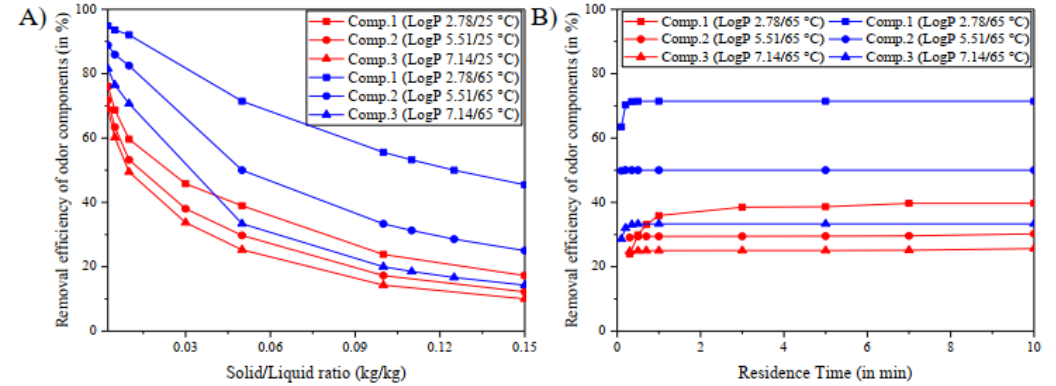 A)
Removal efficiency of odor components (in %)
100
80
60
40
20
0
Comp.1 (LogP 2.78/25 °C)
Comp.2 (LogP 5.51/25 °C)
Comp.3 (LogP 7.14/25 °C)
Comp.1 (LogP 2.78/65 °C)
Comp.2 (LogP 5.51/65 °C)
Comp.3 (LogP 7.14/65 °C)
0.03 0.06 0.09 0.12 0.15
Solid/Liquid ratio (kg/kg)
B)
Removal efficiency of odor components (in %)
100
80
60
40
20
0
Comp.1 (LogP 2.78/65 °C) Comp.1 (LogP 2.78/65 °C)
Comp.2 (LogP 5.51/65 °C) Comp.2 (LogP 5.51/65 °C)
Comp.3 (LogP 7.14/65 °C) Comp.3 (LogP 7.14/65 °C)
0 2 4 6 8 10
Residence Time (in min)